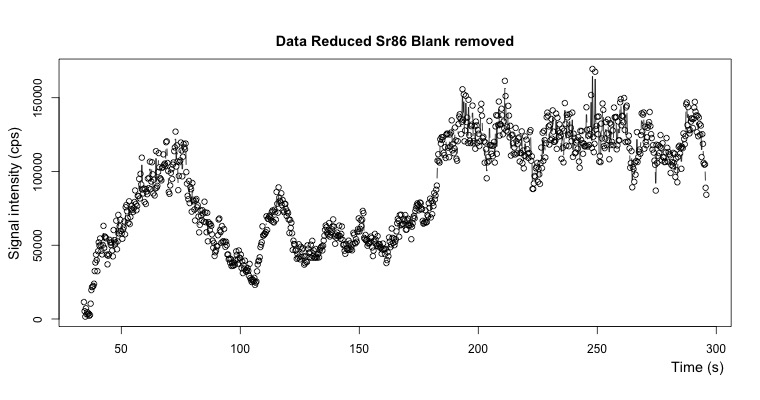 Data Reduced Sr86 Blank removed
Signal intensity (cps)
150000
100000
50000
0
50 100 150 200 250 300
Time (s)